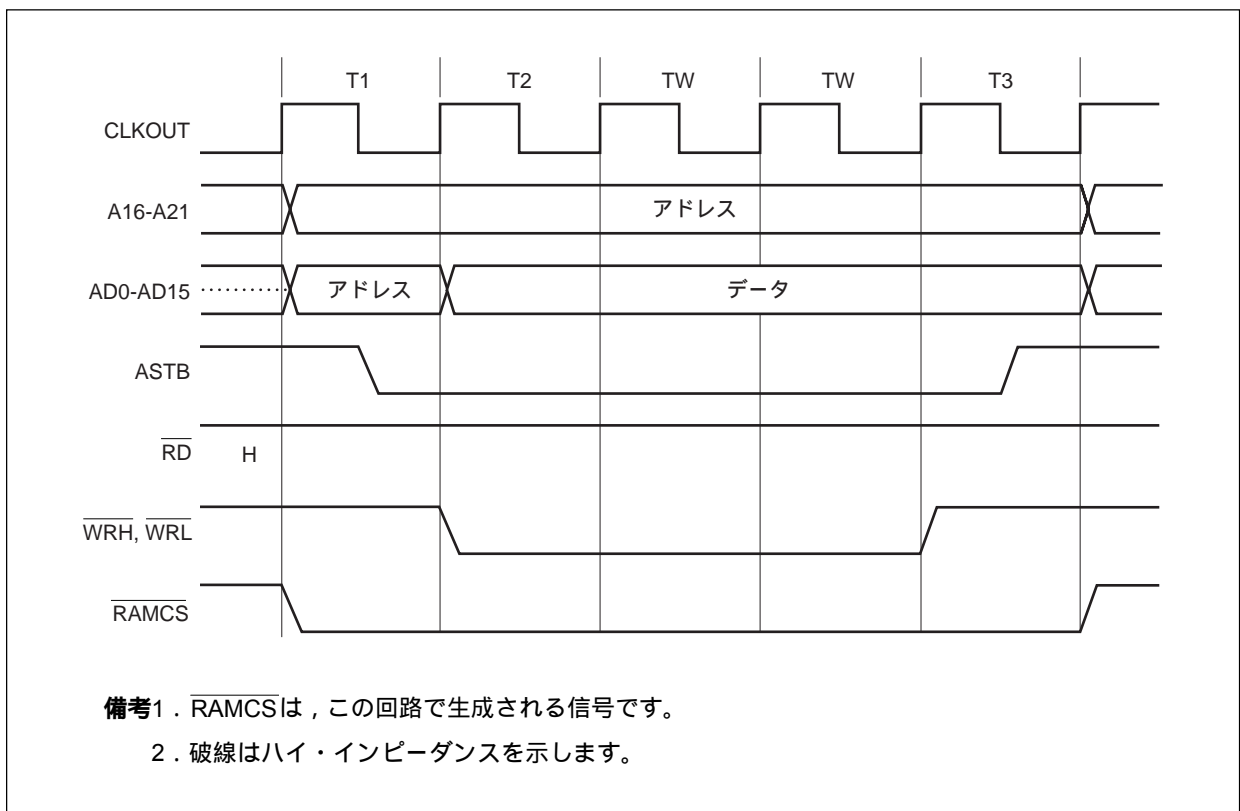 T1 T2 TW TW T3
CLKOUT
A16-A21 アドレス
AD0-AD15 アドレス データ
ASTB
RD H
WRH, WRL
RAMCS
備考1．RAMCSは，この回路で生成される信号です。
2．破線はハイ・インピーダンスを示します。